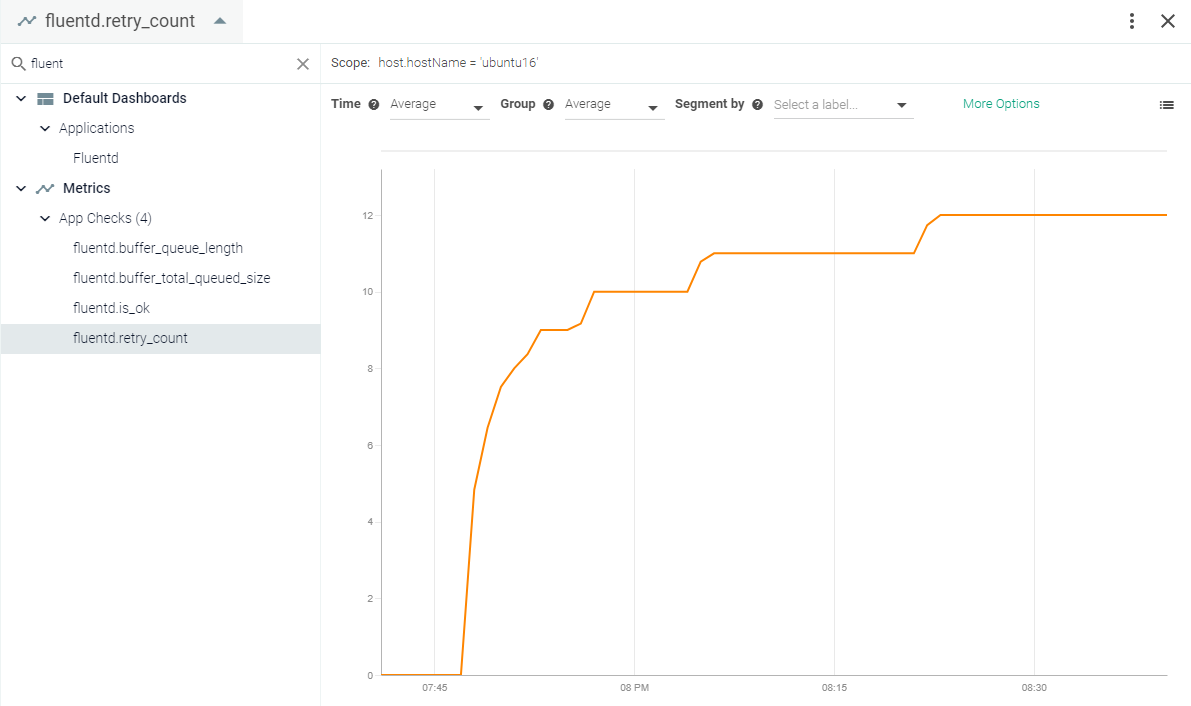 fluentd.retry_count
fluent
Scope: host.hostName = 'ubuntu16'
Default Dashboards
Applications
Fluentd
Metrics
App Checks (4)
fluentd.buffer_queue_length
fluentd.buffer_total_queued_size
fluentd.is_ok
fluentd.retry_count
Time ? Average Group ? Average Segment by ? Select a label... More Options
12
10
8
6
4
2
0
07:45 08 PM 08:15 08:30